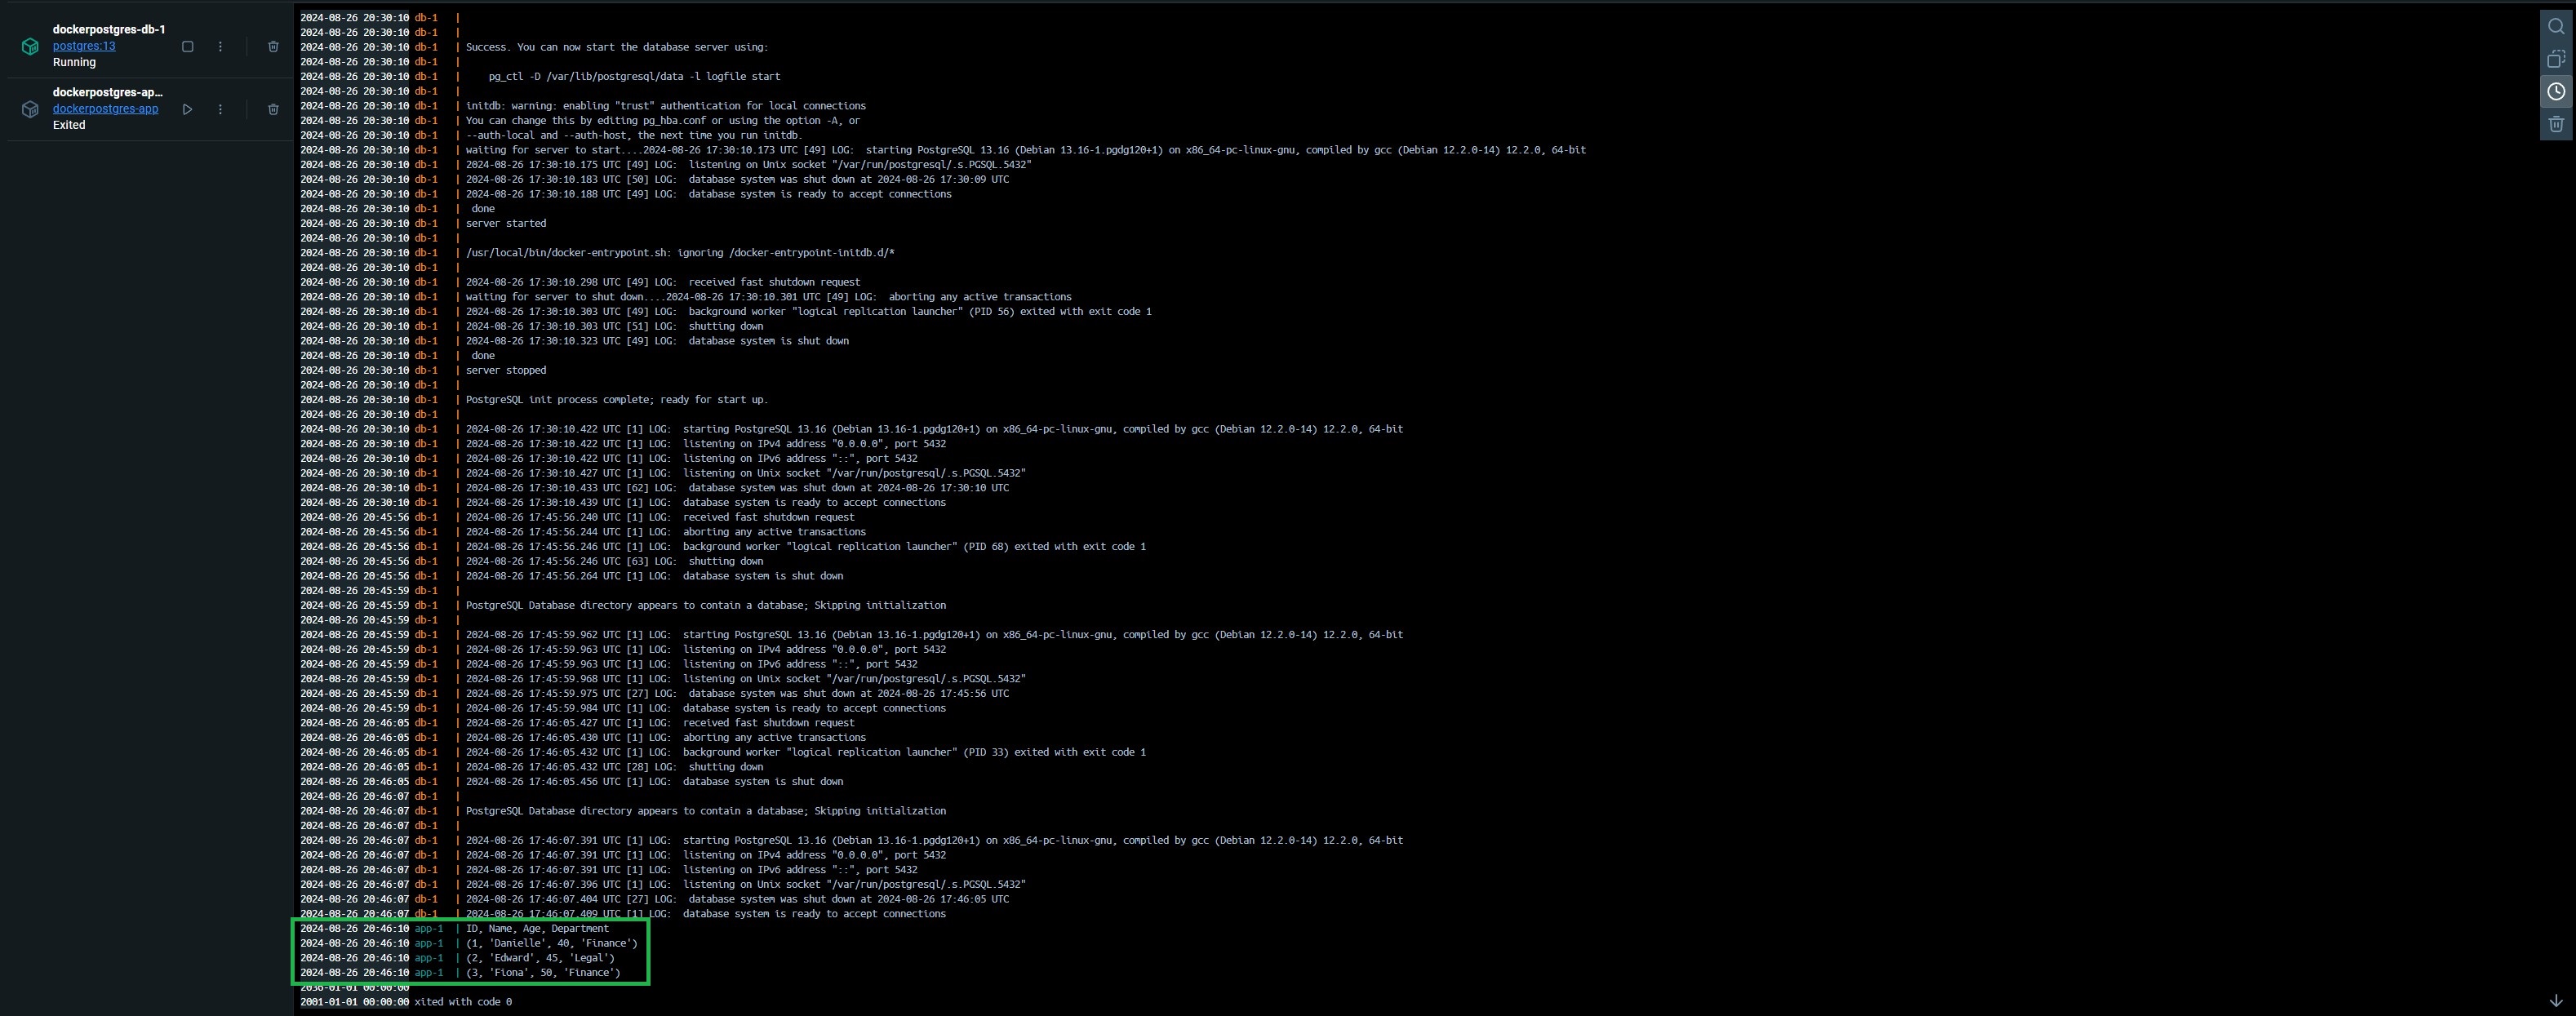 dockerpostgres-db-1
postgres:13
Running
dockerpostgres-ap...
dockerpostgres-app
Exited
2024-08-26 20:30:10 db-1 |
2024-08-26 20:30:10 db-1 |
2024-08-26 20:30:10 db-1 | Success. You can now start the database server using:
2024-08-26 20:30:10 db-1 |
2024-08-26 20:30:10 db-1 | pg_ctl -D /var/lib/postgresql/data -l logfile start
2024-08-26 20:30:10 db-1 |
2024-08-26 20:30:10 db-1 | initdb: warning: enabling "trust" authentication for local connections
2024-08-26 20:30:10 db-1 | You can change this by editing pg_hba.conf or using the option -A, or
2024-08-26 20:30:10 db-1 | --auth-local and --auth-host, the next time you run initdb.
2024-08-26 20:30:10 db-1 | waiting for server to start....2024-08-26 17:30:10.173 UTC [49] LOG:  starting PostgreSQL 13.16 (Debian 13.16-1.pgdg120+1) on x86_64-pc-linux-gnu, compiled by gcc (Debian 12.2.0-14) 12.2.0, 64-bit
2024-08-26 20:30:10 db-1 | 2024-08-26 17:30:10.175 UTC [49] LOG:  listening on Unix socket "/var/run/postgresql/.s.PGSQL.5432"
2024-08-26 20:30:10 db-1 | 2024-08-26 17:30:10.183 UTC [50] LOG:  database system was shut down at 2024-08-26 17:30:09 UTC
2024-08-26 20:30:10 db-1 | 2024-08-26 17:30:10.188 UTC [49] LOG:  database system is ready to accept connections
2024-08-26 20:30:10 db-1 | done
2024-08-26 20:30:10 db-1 | server started
2024-08-26 20:30:10 db-1 |
2024-08-26 20:30:10 db-1 | /usr/local/bin/docker-entrypoint.sh: ignoring /docker-entrypoint-initdb.d/*
2024-08-26 20:30:10 db-1 |
2024-08-26 20:30:10 db-1 | 2024-08-26 17:30:10.298 UTC [49] LOG:  received fast shutdown request
2024-08-26 20:30:10 db-1 | waiting for server to shut down....2024-08-26 17:30:10.301 UTC [49] LOG:  aborting any active transactions
2024-08-26 20:30:10 db-1 | 2024-08-26 17:30:10.303 UTC [49] LOG:  background worker "logical replication launcher" (PID 56) exited with exit code 1
2024-08-26 20:30:10 db-1 | 2024-08-26 17:30:10.303 UTC [51] LOG:  shutting down
2024-08-26 20:30:10 db-1 | 2024-08-26 17:30:10.323 UTC [49] LOG:  database system is shut down
2024-08-26 20:30:10 db-1 | done
2024-08-26 20:30:10 db-1 | server stopped
2024-08-26 20:30:10 db-1 |
2024-08-26 20:30:10 db-1 | PostgreSQL init process complete; ready for start up.
2024-08-26 20:30:10 db-1 |
2024-08-26 20:30:10 db-1 | 2024-08-26 17:30:10.422 UTC [1] LOG:  starting PostgreSQL 13.16 (Debian 13.16-1.pgdg120+1) on x86_64-pc-linux-gnu, compiled by gcc (Debian 12.2.0-14) 12.2.0, 64-bit
2024-08-26 20:30:10 db-1 | 2024-08-26 17:30:10.422 UTC [1] LOG:  listening on IPv4 address "0.0.0.0", port 5432
2024-08-26 20:30:10 db-1 | 2024-08-26 17:30:10.422 UTC [1] LOG:  listening on IPv6 address "::", port 5432
2024-08-26 20:30:10 db-1 | 2024-08-26 17:30:10.427 UTC [1] LOG:  listening on Unix socket "/var/run/postgresql/.s.PGSQL.5432"
2024-08-26 20:30:10 db-1 | 2024-08-26 17:30:10.433 UTC [62] LOG:  database system was shut down at 2024-08-26 17:30:10 UTC
2024-08-26 20:30:10 db-1 | 2024-08-26 17:30:10.439 UTC [1] LOG:  database system is ready to accept connections
2024-08-26 20:45:56 db-1 | 2024-08-26 17:45:56.240 UTC [1] LOG:  received fast shutdown request
2024-08-26 20:45:56 db-1 | 2024-08-26 17:45:56.244 UTC [1] LOG:  aborting any active transactions
2024-08-26 20:45:56 db-1 | 2024-08-26 17:45:56.246 UTC [1] LOG:  background worker "logical replication launcher" (PID 68) exited with exit code 1
2024-08-26 20:45:56 db-1 | 2024-08-26 17:45:56.246 UTC [63] LOG:  shutting down
2024-08-26 20:45:56 db-1 | 2024-08-26 17:45:56.264 UTC [1] LOG:  database system is shut down
2024-08-26 20:45:59 db-1 |
2024-08-26 20:45:59 db-1 | PostgreSQL Database directory appears to contain a database; Skipping initialization
2024-08-26 20:45:59 db-1 |
2024-08-26 20:45:59 db-1 | 2024-08-26 17:45:59.962 UTC [1] LOG:  starting PostgreSQL 13.16 (Debian 13.16-1.pgdg120+1) on x86_64-pc-linux-gnu, compiled by gcc (Debian 12.2.0-14) 12.2.0, 64-bit
2024-08-26 20:45:59 db-1 | 2024-08-26 17:45:59.963 UTC [1] LOG:  listening on IPv4 address "0.0.0.0", port 5432
2024-08-26 20:45:59 db-1 | 2024-08-26 17:45:59.963 UTC [1] LOG:  listening on IPv6 address "::", port 5432
2024-08-26 20:45:59 db-1 | 2024-08-26 17:45:59.968 UTC [1] LOG:  listening on Unix socket "/var/run/postgresql/.s.PGSQL.5432"
2024-08-26 20:45:59 db-1 | 2024-08-26 17:45:59.975 UTC [27] LOG:  database system was shut down at 2024-08-26 17:45:56 UTC
2024-08-26 20:45:59 db-1 | 2024-08-26 17:45:59.984 UTC [1] LOG:  database system is ready to accept connections
2024-08-26 20:46:05 db-1 | 2024-08-26 17:46:05.427 UTC [1] LOG:  received fast shutdown request
2024-08-26 20:46:05 db-1 | 2024-08-26 17:46:05.430 UTC [1] LOG:  aborting any active transactions
2024-08-26 20:46:05 db-1 | 2024-08-26 17:46:05.432 UTC [1] LOG:  background worker "logical replication launcher" (PID 33) exited with exit code 1
2024-08-26 20:46:05 db-1 | 2024-08-26 17:46:05.432 UTC [28] LOG:  shutting down
2024-08-26 20:46:05 db-1 | 2024-08-26 17:46:05.456 UTC [1] LOG:  database system is shut down
2024-08-26 20:46:07 db-1 |
2024-08-26 20:46:07 db-1 | PostgreSQL Database directory appears to contain a database; Skipping initialization
2024-08-26 20:46:07 db-1 |
2024-08-26 20:46:07 db-1 | 2024-08-26 17:46:07.391 UTC [1] LOG:  starting PostgreSQL 13.16 (Debian 13.16-1.pgdg120+1) on x86_64-pc-linux-gnu, compiled by gcc (Debian 12.2.0-14) 12.2.0, 64-bit
2024-08-26 20:46:07 db-1 | 2024-08-26 17:46:07.391 UTC [1] LOG:  listening on IPv4 address "0.0.0.0", port 5432
2024-08-26 20:46:07 db-1 | 2024-08-26 17:46:07.391 UTC [1] LOG:  listening on IPv6 address "::", port 5432
2024-08-26 20:46:07 db-1 | 2024-08-26 17:46:07.396 UTC [1] LOG:  listening on Unix socket "/var/run/postgresql/.s.PGSQL.5432"
2024-08-26 20:46:07 db-1 | 2024-08-26 17:46:07.404 UTC [27] LOG:  database system was shut down at 2024-08-26 17:46:05 UTC
2024-08-26 20:46:07 db-1 | 2024-08-26 17:46:07.409 UTC [1] LOG:  database system is ready to accept connections
2024-08-26 20:46:10 app-1 | ID, Name, Age, Department
2024-08-26 20:46:10 app-1 | (1, 'Danielle', 40, 'Finance')
2024-08-26 20:46:10 app-1 | (2, 'Edward', 45, 'Legal')
2024-08-26 20:46:10 app-1 | (3, 'Fiona', 50, 'Finance')
2038-01-01 00:00:00
2001-01-01 00:00:00 xited with code 0